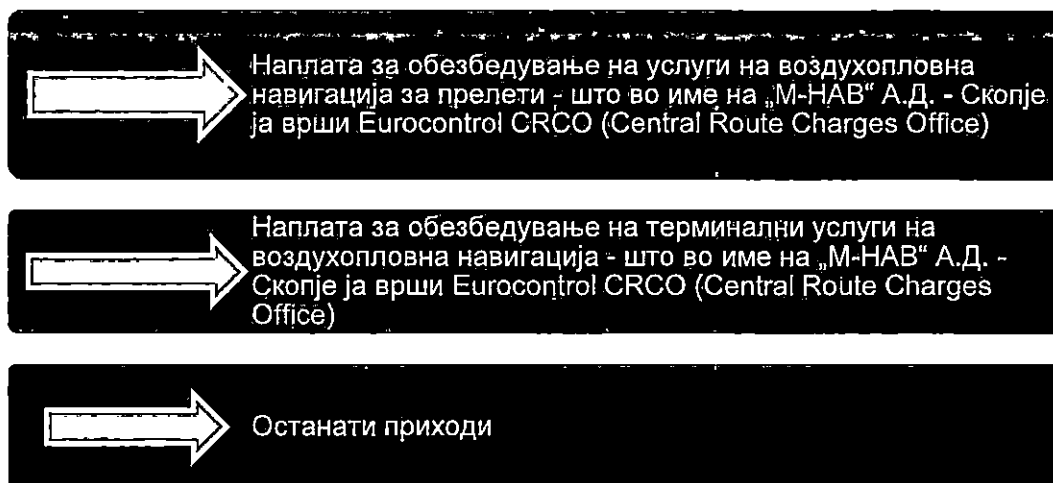 Наплата за обезбедување на услуги на воздухопловна
навигација за прелети - што во име на „М-НАВ“ А.Д. - Скопје
ја врши Eurocontrol CRCO (Central Route Charges Office)
Наплата за обезбедување на терминални услуги на
воздухопловна навигација - што во име на „М-НАВ“ А.Д. -
Скопје ја врши Eurocontrol CRCO (Central Route Charges
Office)
Останати приходи